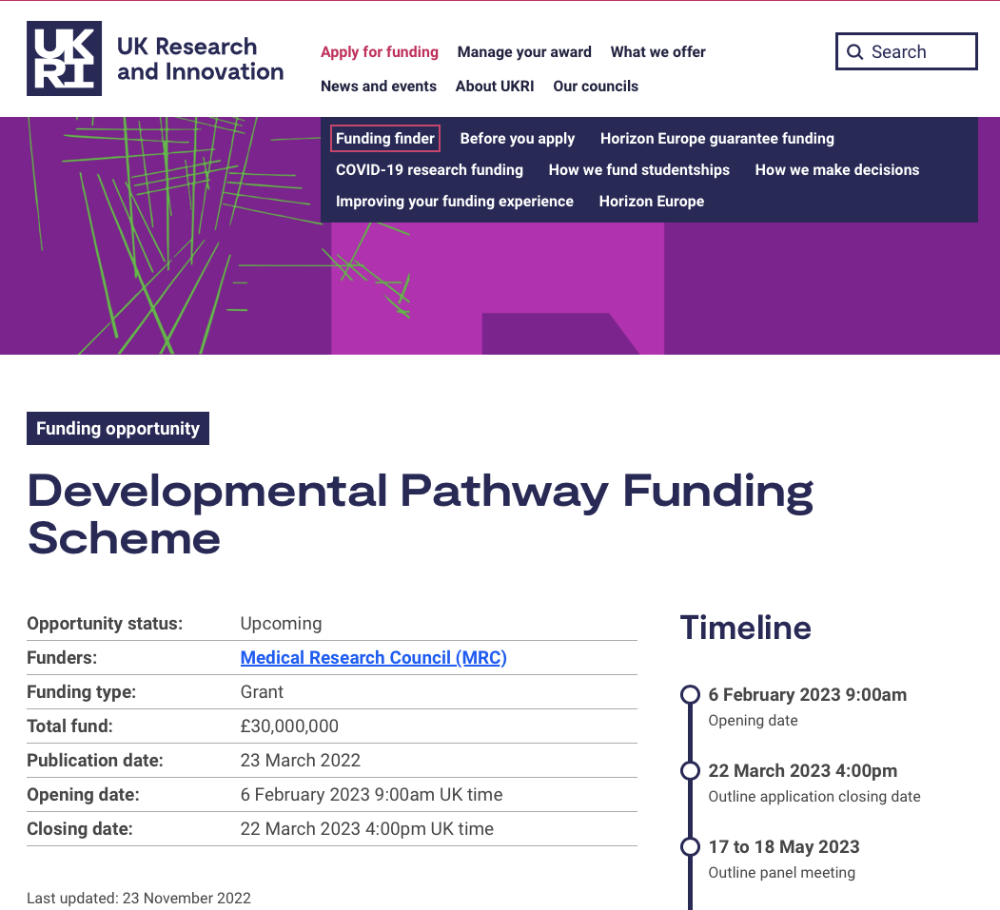 UK
RI
UK Research
and Innovation
Apply for funding Manage your award What we offer
News and events About UKRI Our councils
Search
Funding finder Before you apply Horizon Europe guarantee funding
COVID-19 research funding How we fund studentships How we make decisions
Improving your funding experience Horizon Europe
Funding opportunity
Developmental Pathway Funding
Scheme
Opportunity status: Upcoming
Funders: Medical Research Council (MRC)
Funding type: Grant
Total fund: £30,000,000
Publication date: 23 March 2022
Opening date: 6 February 2023 9:00am UK time
Closing date: 22 March 2023 4:00pm UK time
Last updated: 23 November 2022
Timeline
6 February 2023 9:00am
Opening date
22 March 2023 4:00pm
Outline application closing date
17 to 18 May 2023
Outline panel meeting